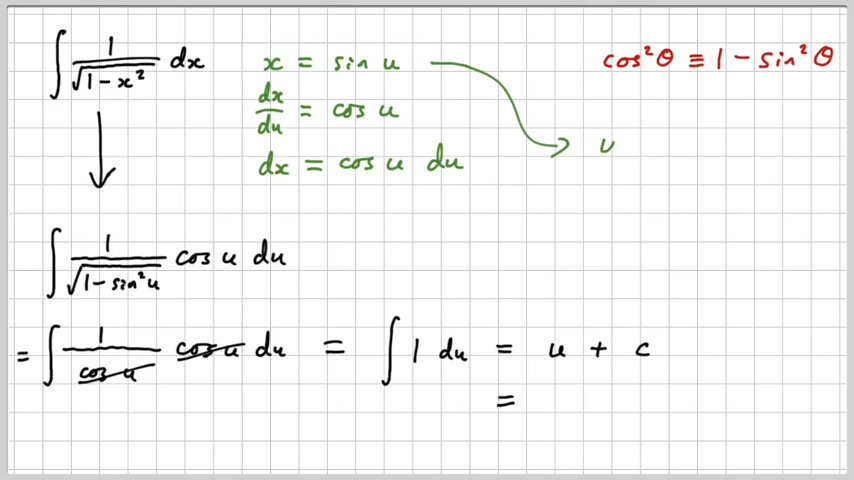 ∫ 1/√(1-x²) dx
x = sin u
cos²θ ≡ 1 - sin²θ
dx/du = cos u
dx = cos u du
u
∫ 1/√(1-sin²u) cos u du
= ∫ 1/cos u cos u du = ∫ 1 du = u + c
=